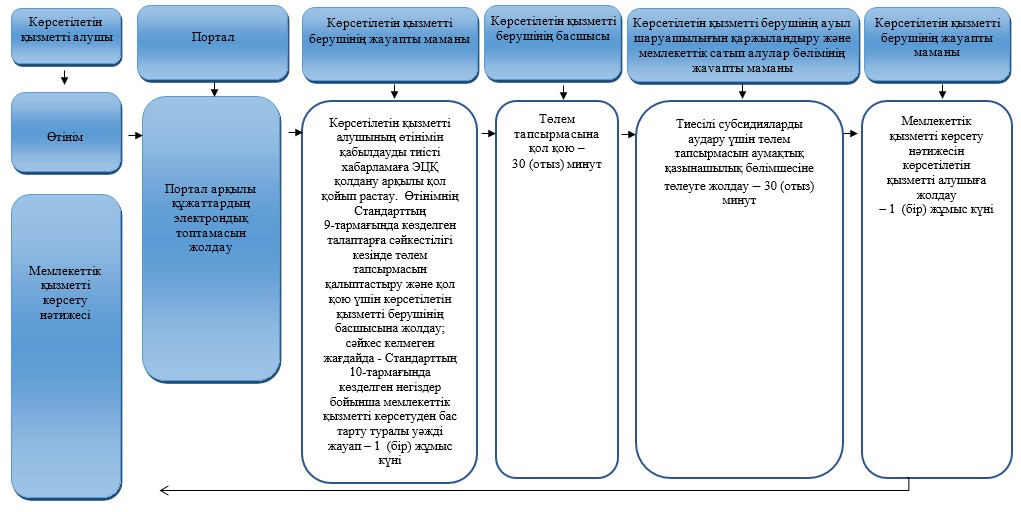 Көрсетілетін
қызметті алушы
Өтінім
Мемлекеттік
қызметті
көрсету
нәтижесі
Портал
Портал арқылы
құжаттардың
электрондық
топтамасын
жолдау
Көрсетілетін қызметті
берушінің жауапты маманы
Көрсетілетін қызметті
алушының өтінімін
қабылдауды тиісті
хабарламаға ЭЦҚ
қолдану арқылы қол
қойып растау. Өтінімнің
Стандарттың
9-тармағында көзделген
талаптарға сәйкестілігі
кезінде төлем
тапсырмасын
қалыптастыру және қол
қою үшін көрсетілетін
қызметті берушінің
басшысына жолдау;
сәйкес келмеген
жағдайда - Стандарттың
10-тармағында
көзделген негіздер
бойынша мемлекеттік
қызметті көрсетуден бас
тарту туралы уәжді
жауап – 1 (бір) жұмыс
күні
Көрсетілетін қызметті
берушінің басшысы
Төлем
тапсырмасына
қол қою –
30 (отыз) минут
Көрсетілетін қызметті берушінің ауыл
шаруашылығын қаржыландыру және
мемлекеттік сатып алулар бөлімінің
жауапты маманы
Тиесілі субсидияларды
аудару үшін төлем
тапсырмасын аумақтық
қазынашылық бөлімшесіне
төлеуге жолдау – 30 (отыз)
минут
Көрсетілетін қызметті
берушінің жауапты
маманы
Мемлекеттік
қызметті көрсету
нәтижесін
көрсетілетін
қызметті алушыға
жолдау
– 1 (бір) жұмыс күні